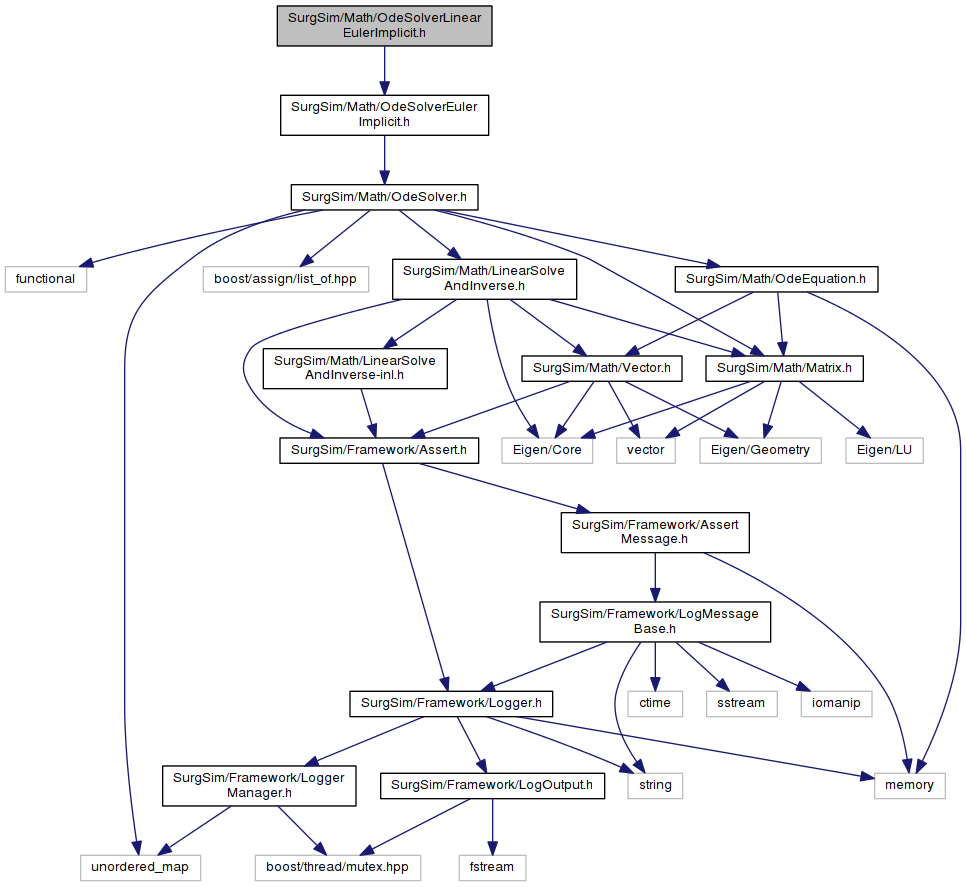 SurgSim/Math/OdeSolverLinear
EulerImplicit.h
SurgSim/Math/OdeSolverEuler
Implicit.h
SurgSim/Math/OdeSolver.h
functional
boost/assign/list_of.hpp
SurgSim/Math/LinearSolve
AndInverse.h
SurgSim/Math/OdeEquation.h
SurgSim/Math/LinearSolve
AndInverse-inl.h
SurgSim/Math/Vector.h
SurgSim/Math/Matrix.h
SurgSim/Framework/Assert.h
Eigen/Core
vector
Eigen/Geometry
Eigen/LU
SurgSim/Framework/Assert
Message.h
SurgSim/Framework/LogMessage
Base.h
SurgSim/Framework/Logger.h
ctime
sstream
iomanip
SurgSim/Framework/Logger
Manager.h
SurgSim/Framework/LogOutput.h
string
memory
unordered_map
boost/thread/mutex.hpp
fstream